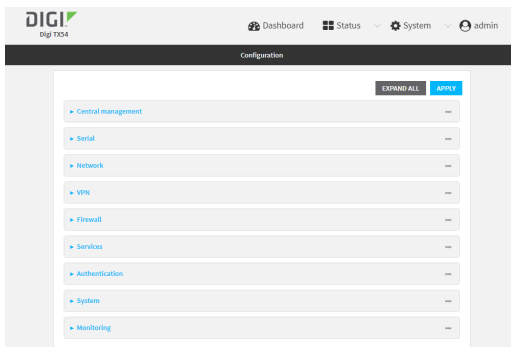 DIGI
Digi TX54
Dashboard Status System admin
Configuration
EXPAND ALL APPLY
Central management
Serial
Network
VPN
Firewall
Services
Authentication
System
Monitoring